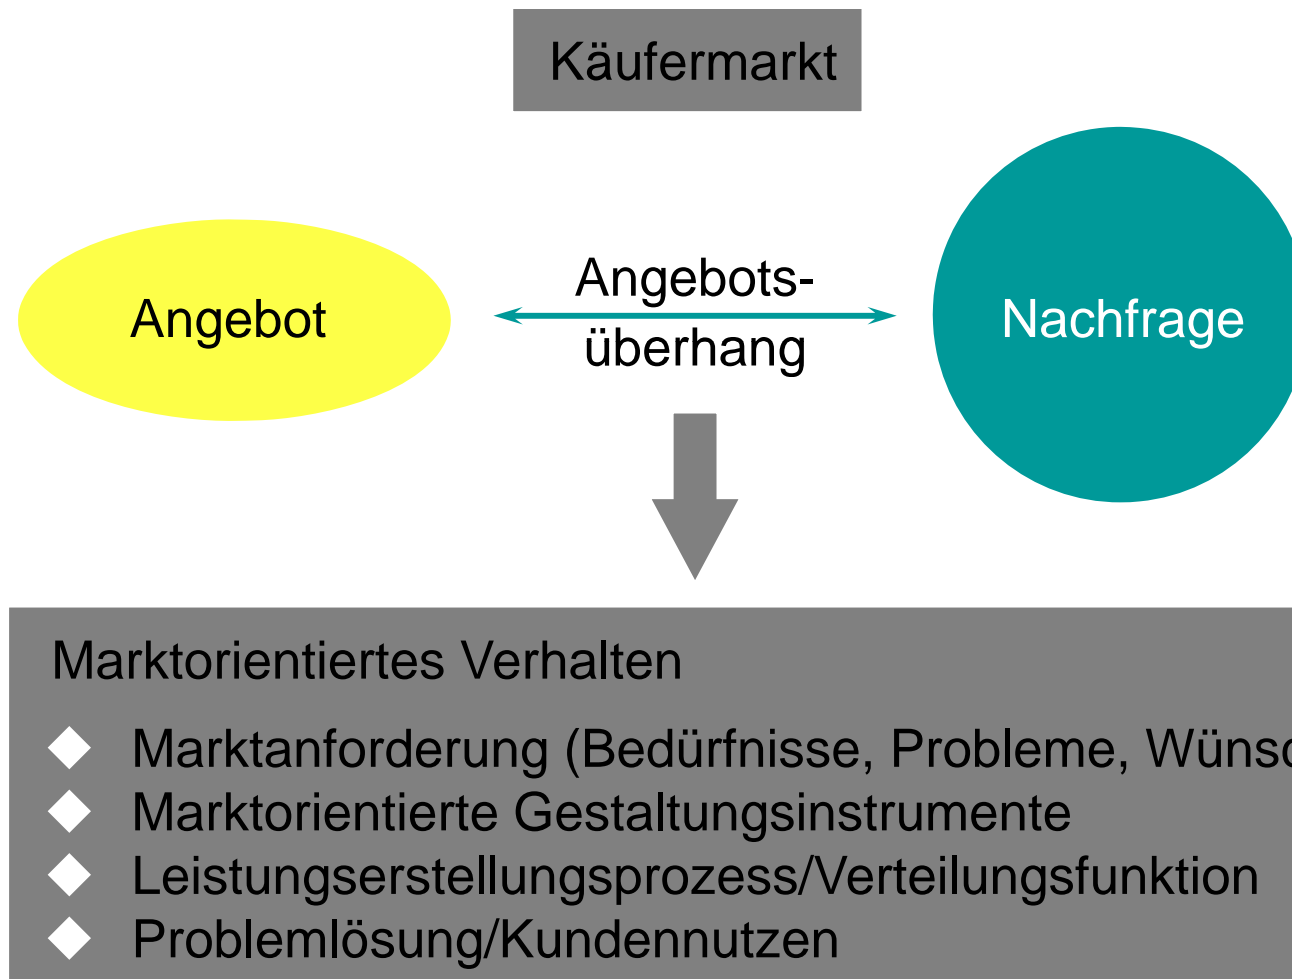 Käufermarkt
Angebot
Angebots-
überhang
Nachfrage
Marktorientiertes Verhalten
Marktanforderung (Bedürfnisse, Probleme,
Marktorientierte Gestaltungsinstrumente
Leistungserstellungsprozess/Verteilungsfunktion
Problemlösung/Kundennutzen